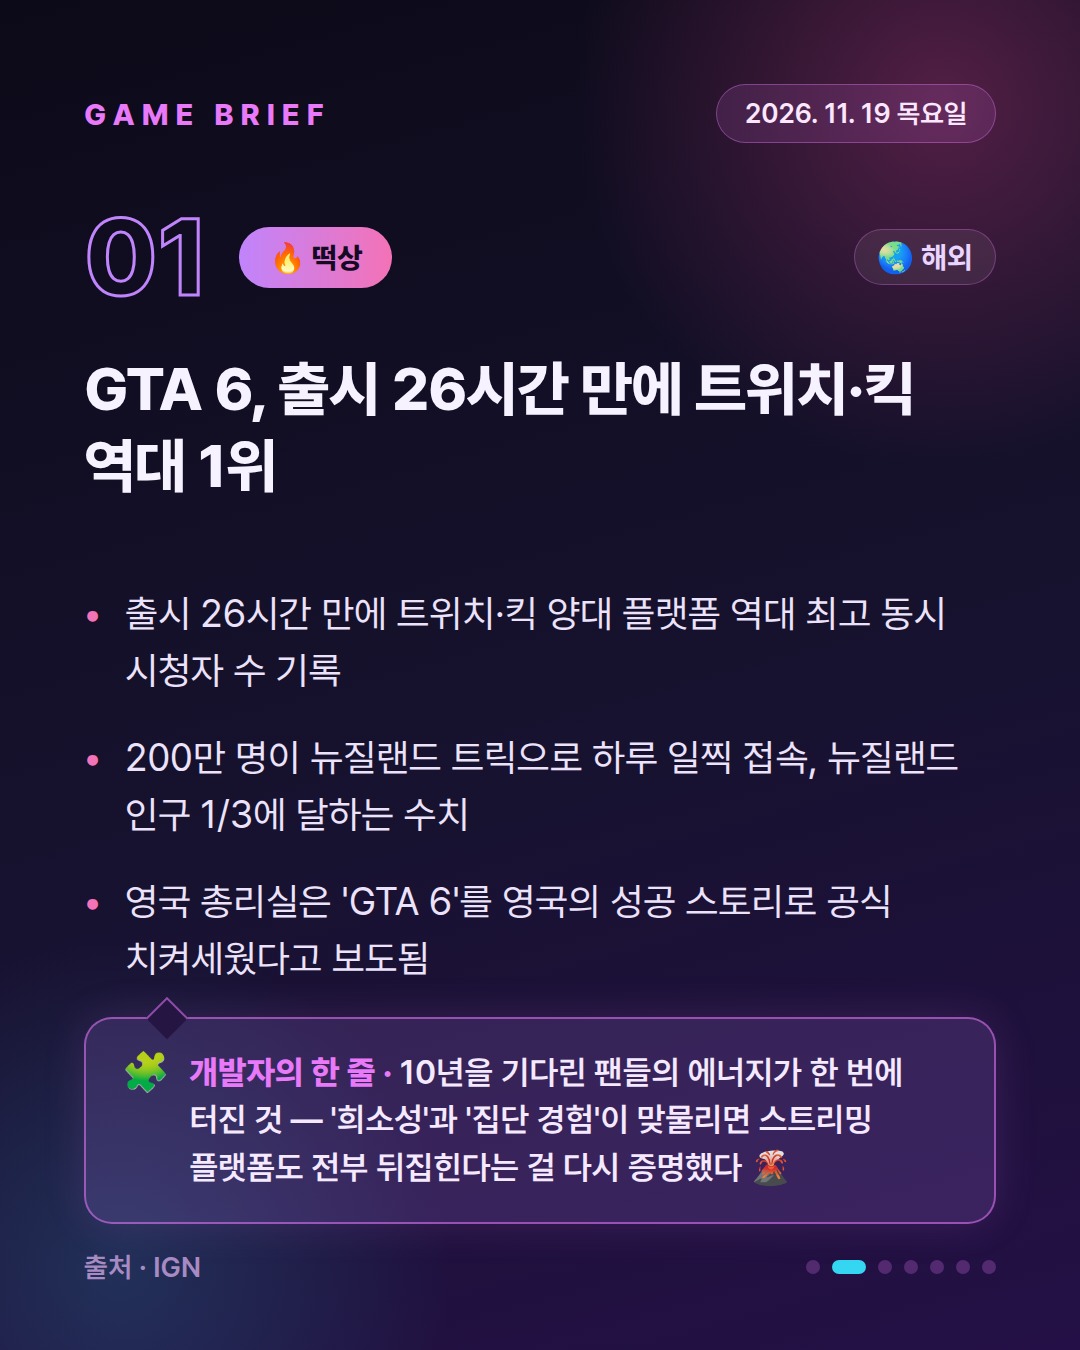 GAME BRIEF
2026. 11. 19 목요일
01
🔥 떡상
🌏 해외
GTA 6, 출시 26시간 만에 트위치·킥
역대 1위
• 출시 26시간 만에 트위치·킥 양대 플랫폼 역대 최고 동시
시청자 수 기록
• 200만 명이 뉴질랜드 트릭으로 하루 일찍 접속, 뉴질랜드
인구 1/3에 달하는 수치
• 영국 총리실은 'GTA 6'를 영국의 성공 스토리로 공식
치켜세웠다고 보도됨
🧩 개발자의 한 줄 · 10년을 기다린 팬들의 에너지가 한 번에
터진 것 — '희소성'과 '집단 경험'이 맞물리면 스트리밍
플랫폼도 전부 뒤집힌다는 걸 다시 증명했다 🌋
출처 · IGN